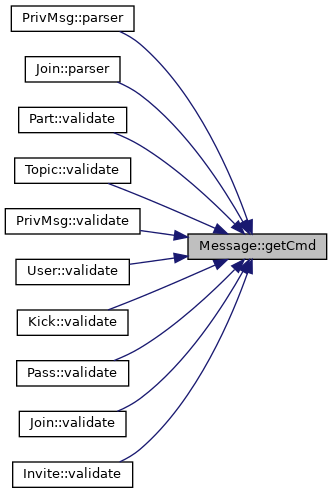 PrivMsg::parser
Join::parser
Part::validate
Topic::validate
PrivMsg::validate
Message::getCmd
User::validate
Kick::validate
Pass::validate
Join::validate
Invite::validate